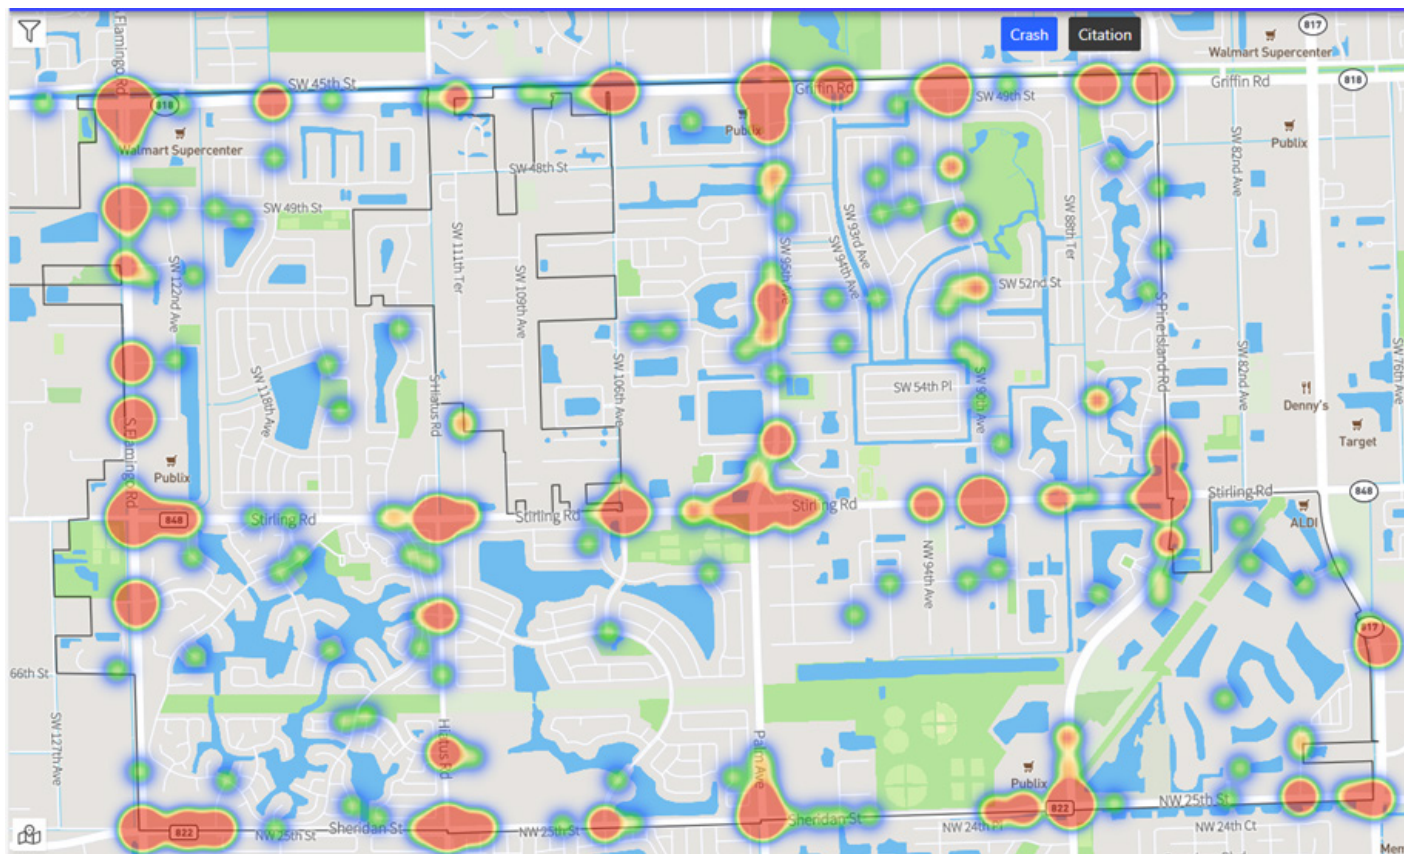 Crash
Citation
817
Walmart Supercenter
S Flamingo Rd
SW 45th St
818
Griffin Rd
SW 49th St
Griffin Rd
818
Publix
Publix
Walmart Supercenter
SW 48th St
SW 82nd Ave
SW 49th St
SW 111th Ter
SW 93rd Ave
SW 88th Ter
SW 122nd Ave
SW 109th Ave
SW 95th Ave
SW 94th Ave
SW 52nd St
S Pine Island Rd
SW 118th Ave
S Hiatus Rd
SW 106th Ave
SW 54th Pl
SW 90th Ave
SW 82nd Ave
SW 76th Ave
Denny's
Target
S Flamingo Rd
Publix
848
Stirling Rd
Stirling Rd
Stirling Rd
Stirling Rd
848
ALDI
NW 94th Ave
817
66th St
SW 127th Ave
Hiatus Rd
Palm Ave
Publix
822
NW 25th St
822
NW 25th St
Sheridan St
NW 25th St
Sheridan St
NW 24th Pl
NW 24th Ct
Mem